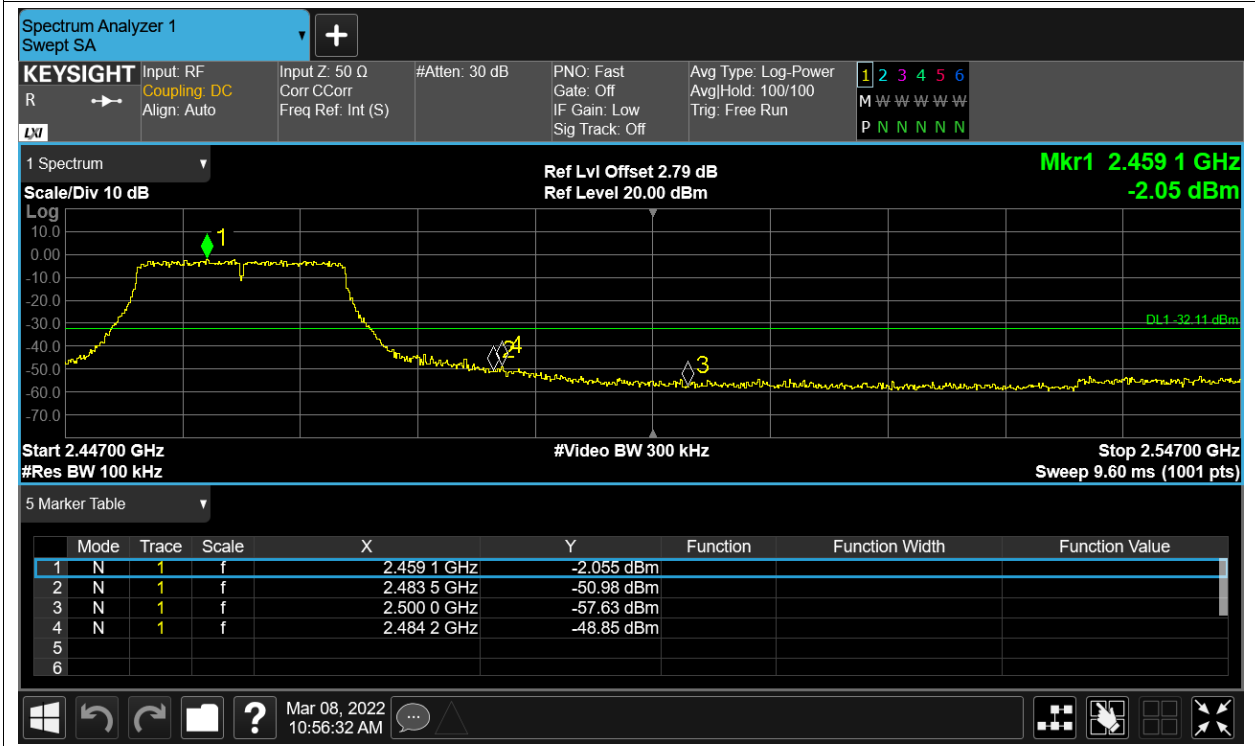 Spectrum Analyzer 1
Swept SA
+
KEYSIGHT
R
LXI
Input: RF
Coupling: DC
Align: Auto
Input Z: 50 Ω
Corr CCorr
Freq Ref: Int (S)
#Atten: 30 dB
PNO: Fast
Gate: Off
IF Gain: Low
Sig Track: Off
Avg Type: Log-Power
Avg|Hold: 100/100
Trig: Free Run
1 2 3 4 5 6
M W W W W W
P N N N N N
1 Spectrum
Scale/Div 10 dB
Ref Lvl Offset 2.79 dB
Ref Level 20.00 dBm
Mkr1 2.459 1 GHz
-2.05 dBm
Log
10.0
0.00
-10.0
-20.0
-30.0
-40.0
-50.0
-60.0
-70.0
1
2
4
3
DL1 -32.11 dBm
Start 2.44700 GHz
#Res BW 100 kHz
#Video BW 300 kHz
Stop 2.54700 GHz
Sweep 9.60 ms (1001 pts)
5 Marker Table
Mode Trace Scale X Y Function Function Width Function Value
1 N 1 f 2.459 1 GHz -2.055 dBm
2 N 1 f 2.483 5 GHz -50.98 dBm
3 N 1 f 2.500 0 GHz -57.63 dBm
4 N 1 f 2.484 2 GHz -48.85 dBm
5
6
?
Mar 08, 2022
10:56:32 AM